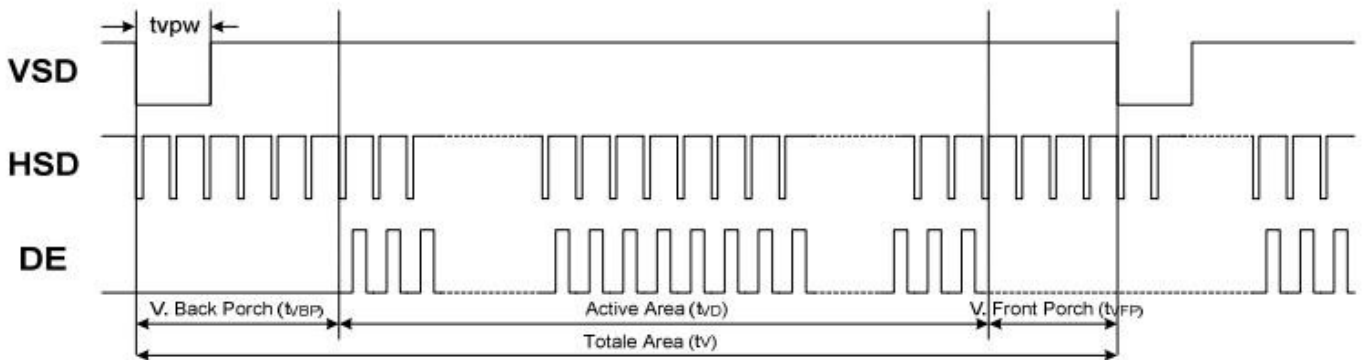 tvpw
VSD
HSD
DE
V. Back Porch (tVBP) Active Area (tVD) V. Front Porch (tVFP)
Totale Area (tV)